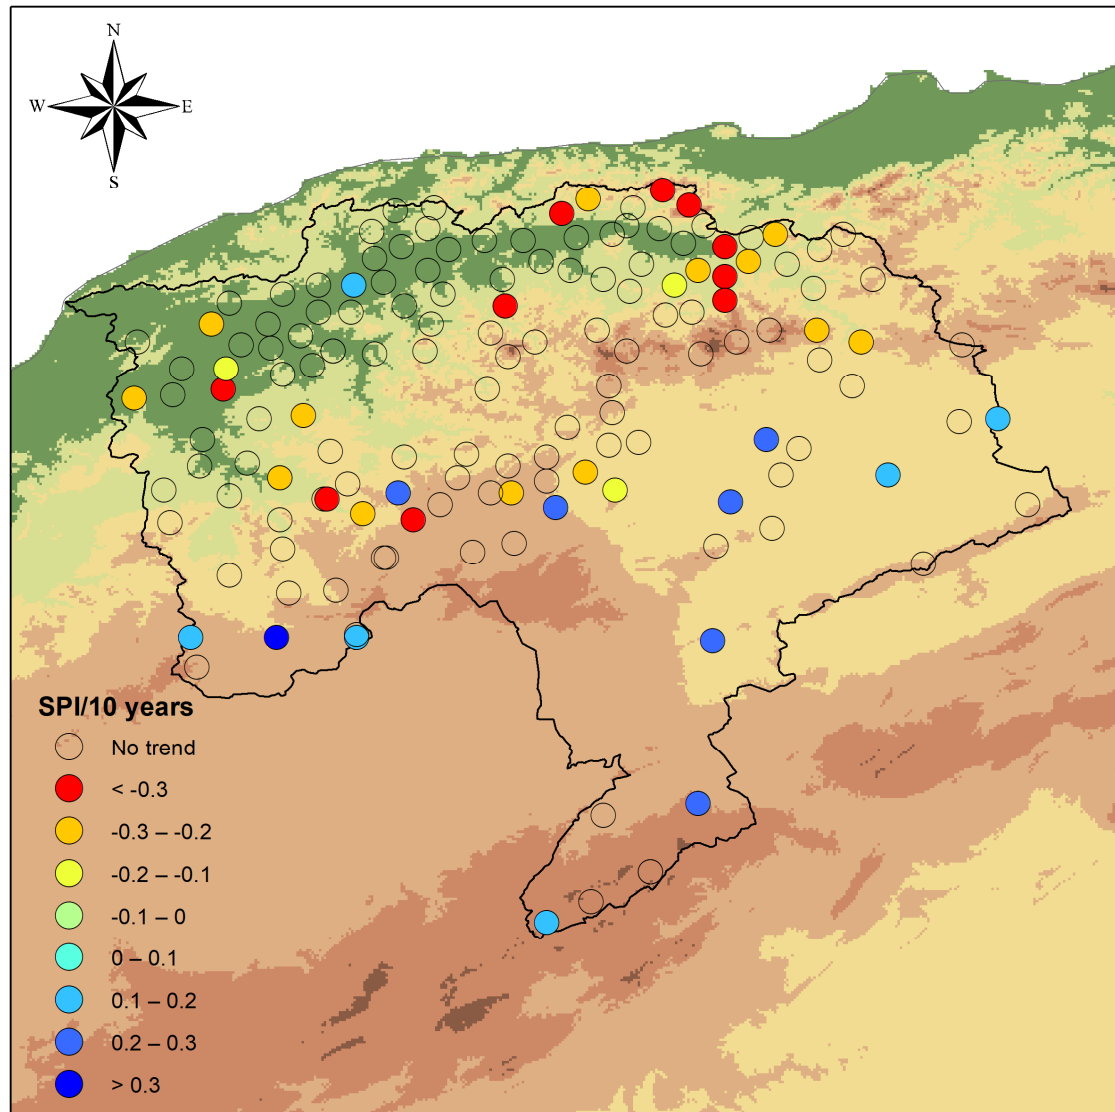 N
W E
S
SPI/10 years
No trend
< -0.3
-0.3 – -0.2
-0.2 – -0.1
-0.1 – 0
0 – 0.1
0.1 – 0.2
0.2 – 0.3
> 0.3